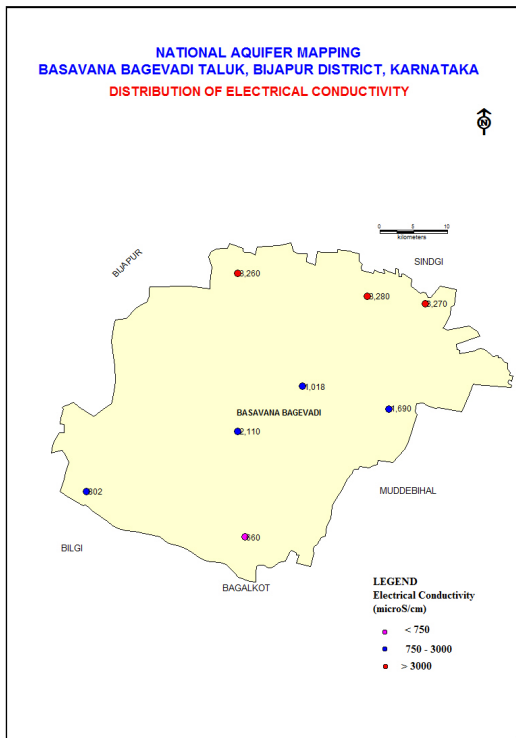 NATIONAL AQUIFER MAPPING
BASAVANA BAGEVADI TALUK, BIJAPUR DISTRICT, KARNATAKA
DISTRIBUTION OF ELECTRICAL CONDUCTIVITY
N
0 5 10
kilometers
BIJAPUR
SINDGI
3,260
3,280
3,270
1,018
1,690
BASAVANA BAGEVADI
2,110
802
MUDDEBIHAL
BILGI
BAGALKOT
LEGEND
Electrical Conductivity
(microS/cm)
< 750
750 - 3000
> 3000